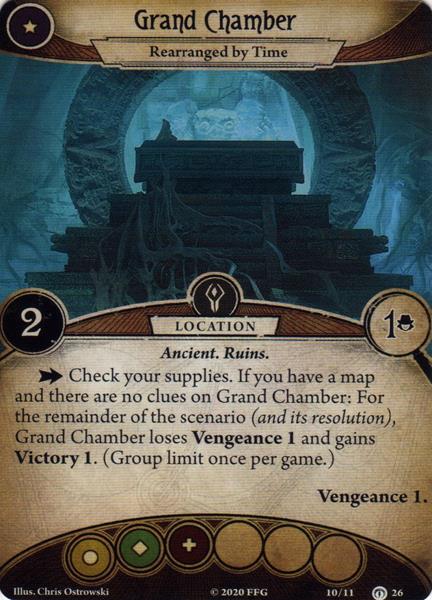 Grand Chamber
Rearranged by Time
2
1
LOCATION
Ancient. Ruins.
Check your supplies. If you have a map
and there are no clues on Grand Chamber: For
the remainder of the scenario (and its resolution),
Grand Chamber loses Vengeance 1 and gains
Victory 1. (Group limit once per game.)
Vengeance 1.
Illus. Chris Ostrowski
© 2020 FFG
10/11
26